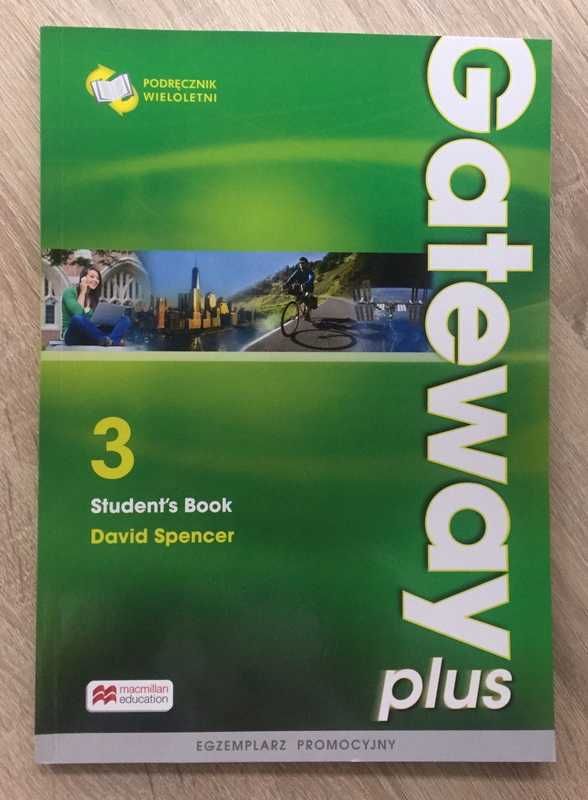 PODRĘCZNIK
WIELOLETNI
Gateway
plus
3
Student's Book
David Spencer
macmillan
education
EGZEMPLARZ PROMOCYJNY